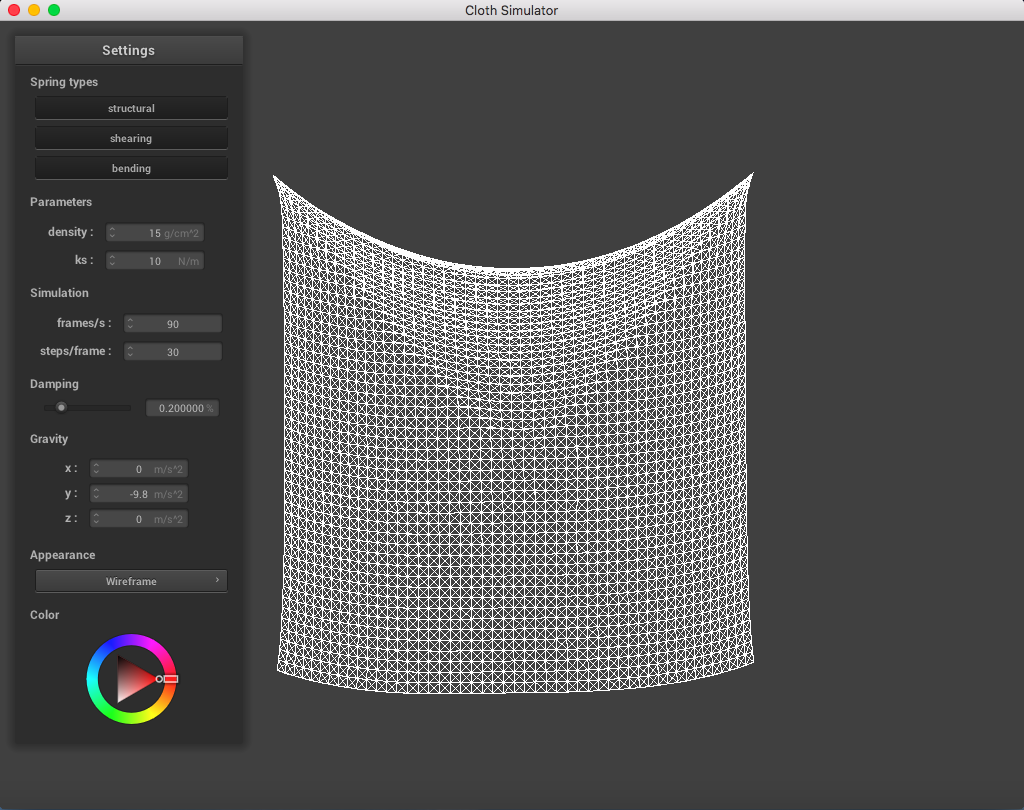 Cloth Simulator
Settings
Spring types
structural
shearing
bending
Parameters
density : 15 g/cm^2
ks : 10 N/m
Simulation
frames/s : 90
steps/frame : 30
Damping
0.200000 %
Gravity
x : 0 m/s^2
y : -9.8 m/s^2
z : 0 m/s^2
Appearance
Wireframe ›
Color